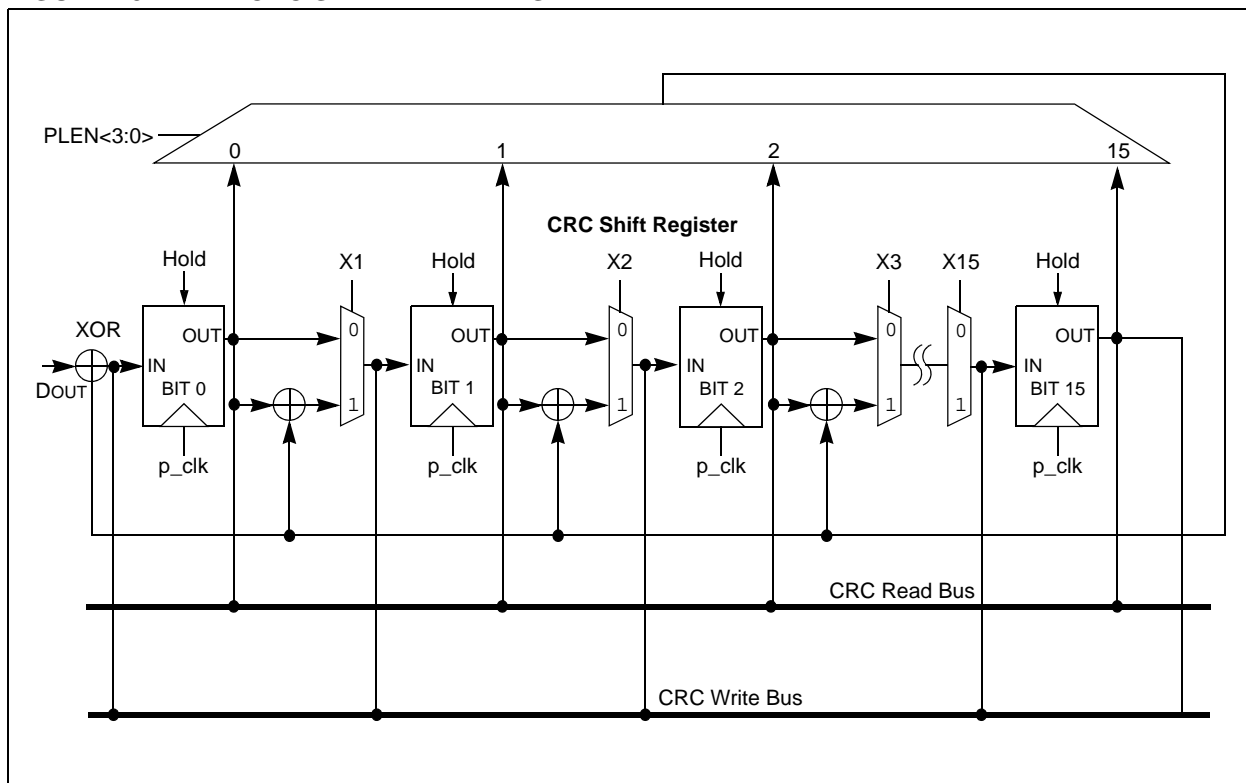 PLEN<3:0>
0 1 2 15
CRC Shift Register
Hold X1 Hold X2 Hold X3 X15 Hold
XOR
OUT 0 OUT 0 OUT 0 0 OUT
DOUT
IN IN IN IN
BIT 0 1 BIT 1 1 BIT 2 1 1 BIT 15
p_clk p_clk p_clk p_clk
CRC Read Bus
CRC Write Bus